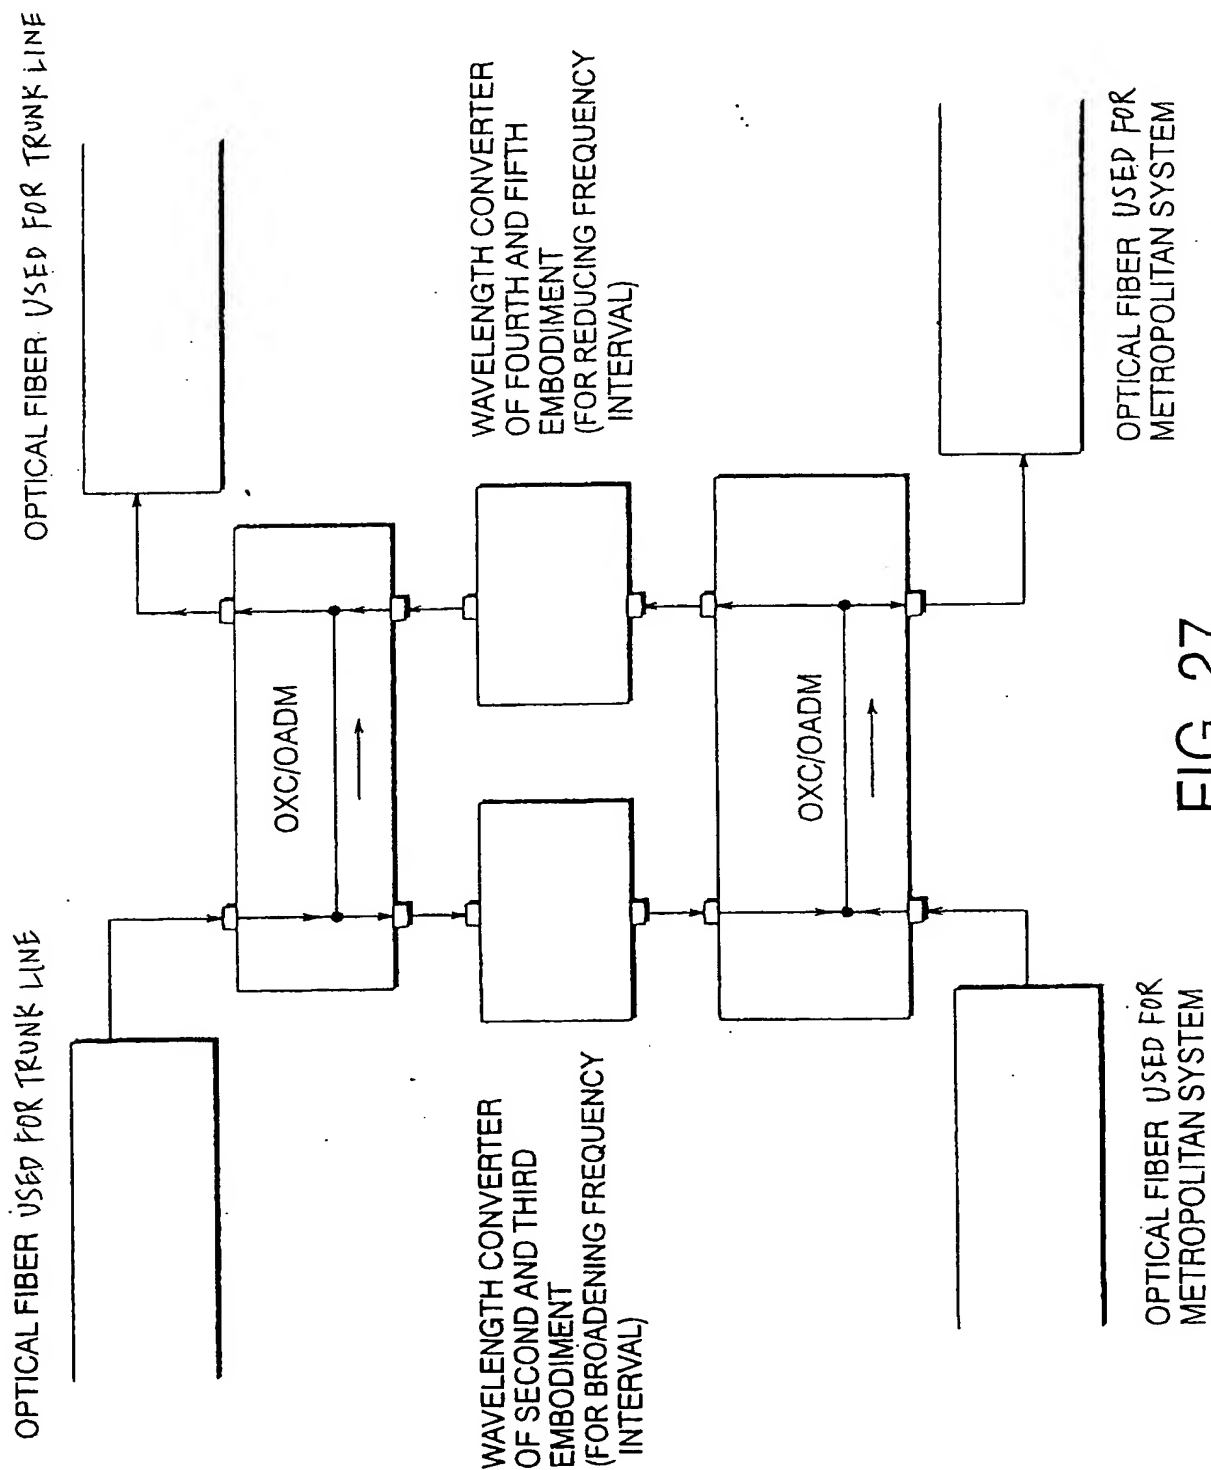 OPTICAL FIBER USED FOR TRUNK LINE
OPTICAL FIBER USED FOR TRUNK LINE
OXC/OADM
WAVELENGTH CONVERTER
OF SECOND AND THIRD
EMBODIMENT
(FOR BROADENING FREQUENCY
INTERVAL)
WAVELENGTH CONVERTER
OF FOURTH AND FIFTH
EMBODIMENT
(FOR REDUCING FREQUENCY
INTERVAL)
OXC/OADM
OPTICAL FIBER USED FOR
METROPOLITAN SYSTEM
OPTICAL FIBER USED FOR
METROPOLITAN SYSTEM
FIG. 27